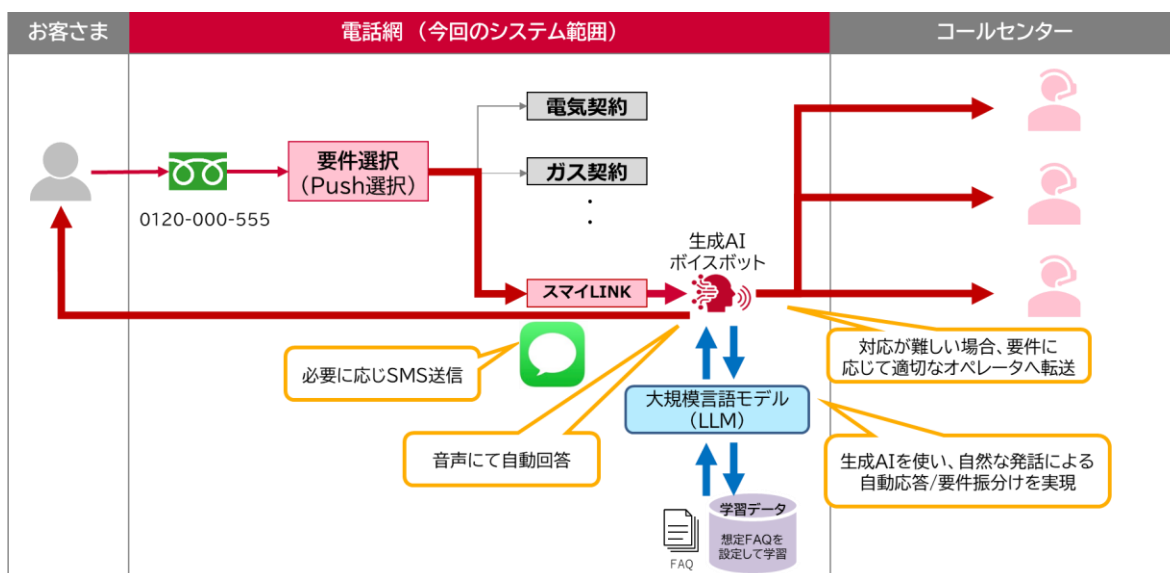 お客さま
電話網 （今回のシステム範囲）
コールセンター
電気契約
要件選択
（Push選択）
ガス契約
・
・
0120-000-555
生成AI
ボイスボット
スマイLINK
必要に応じSMS送信
対応が難しい場合、要件に
応じて適切なオペレータへ転送
大規模言語モデル
（LLM）
音声にて自動回答
生成AIを使い、自然な発話による
自動応答/要件振分けを実現
学習データ
想定FAQを
設定して学習
FAQ